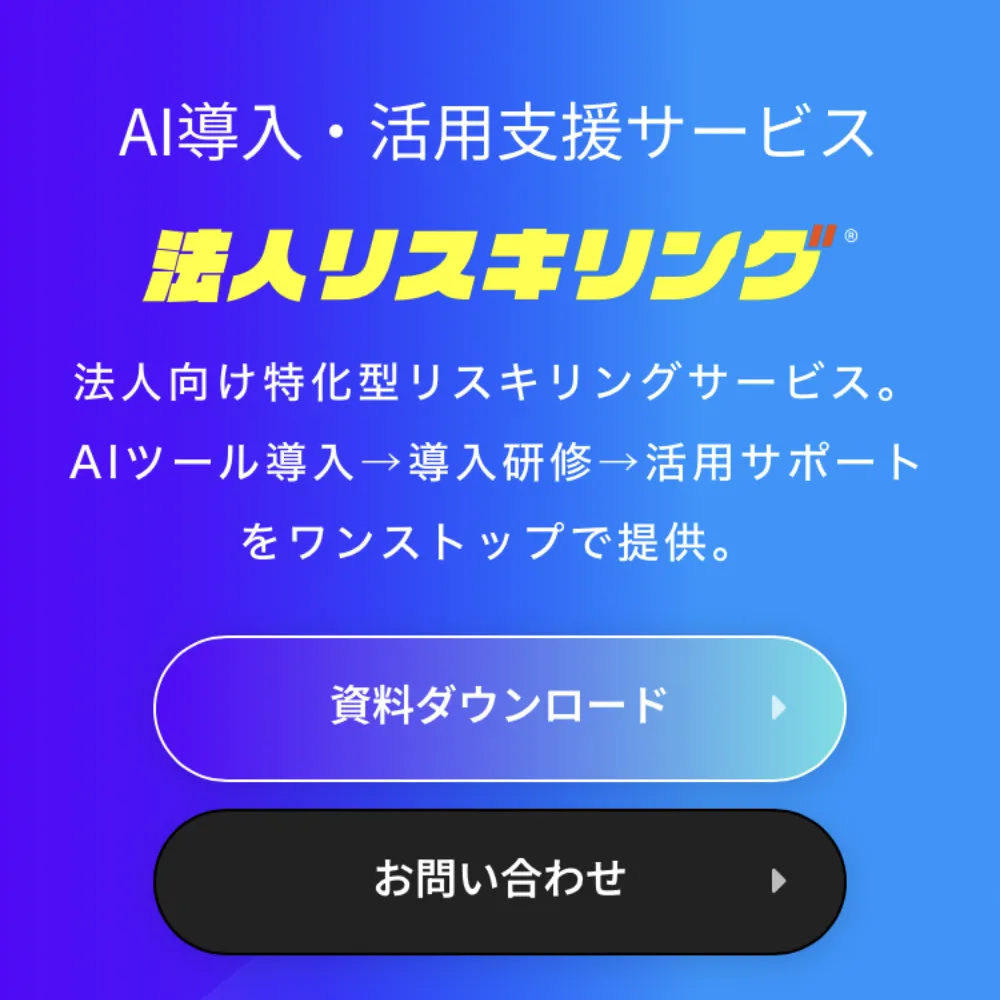 AI導入・活用支援サービス
法人リスキリング®
法人向け特化型リスキリングサービス。
AIツール導入→導入研修→活用サポート
をワンストップで提供。
資料ダウンロード
お問い合わせ